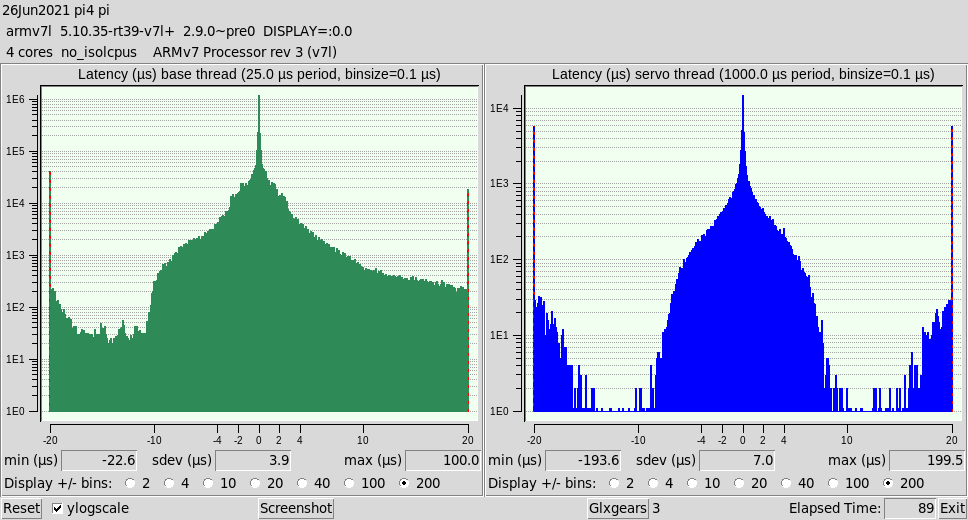 26Jun2021 pi4 pi
armv7l 5.10.35-rt39-v7l+ 2.9.0~pre0 DISPLAY=:0.0
4 cores no_isolcpus ARMv7 Processor rev 3 (v7l)
Latency (µs) base thread (25.0 µs period, binsize=0.1 µs)
1E6
1E5
1E4
1E3
1E2
1E1
1E0
-20 -10 -4 -2 0 2 4 10 20
min (µs) -22.6 sdev (µs) 3.9 max (µs) 100.0
Display +/- bins: 2 4 10 20 40 100 200
Latency (µs) servo thread (1000.0 µs period, binsize=0.1 µs)
1E4
1E3
1E2
1E1
1E0
-20 -10 -4 -2 0 2 4 10 20
min (µs) -193.6 sdev (µs) 7.0 max (µs) 199.5
Display +/- bins: 2 4 10 20 40 100 200
Reset ylogscale Screenshot Glxgears 3 Elapsed Time: 89 Exit